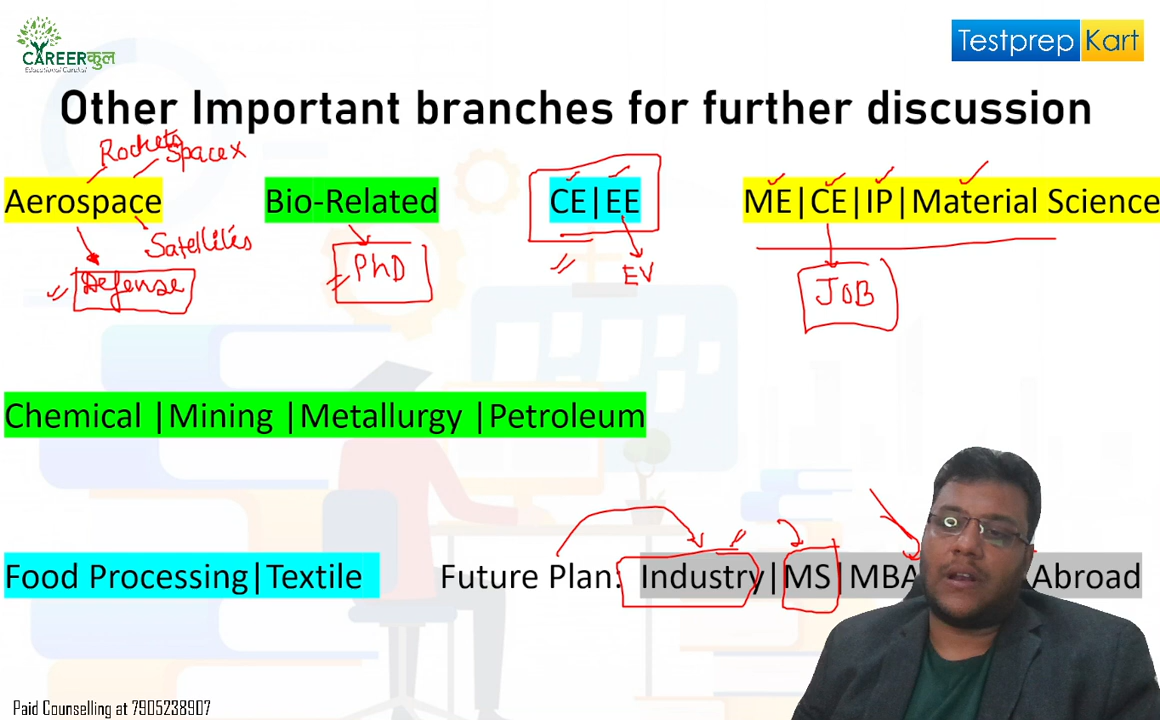 CAREERकुल
Educational Gurukul
Testprep Kart
Other Important branches for further discussion
Rockets
SpaceX
Aerospace
Bio-Related
CE|EE
ME|CE|IP|Material Science
Satellites
Defense
PhD
EV
JOB
Chemical |Mining |Metallurgy |Petroleum
Food Processing|Textile
Future Plan: Industry|MS|MBA Abroad
Paid Counselling at 7905238907